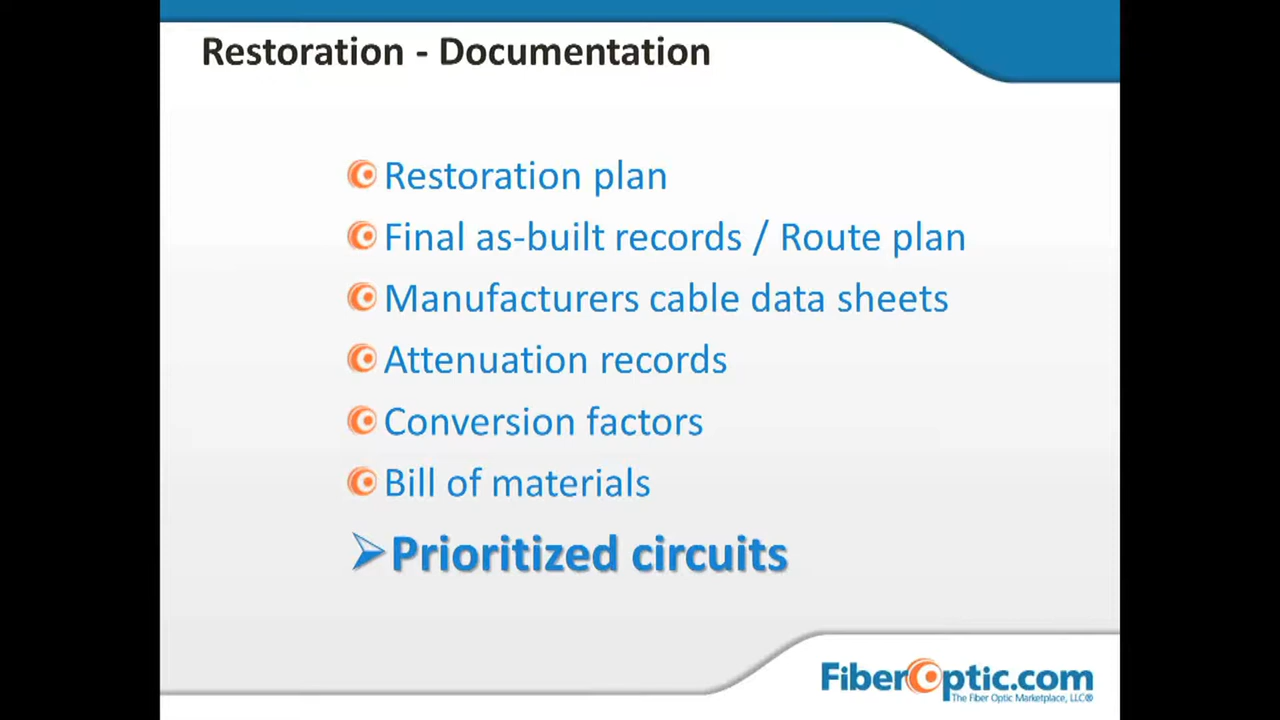 Restoration - Documentation
Restoration plan
Final as-built records / Route plan
Manufacturers cable data sheets
Attenuation records
Conversion factors
Bill of materials
Prioritized circuits
FiberOptic.com
The Fiber Optic Marketplace, LLC®